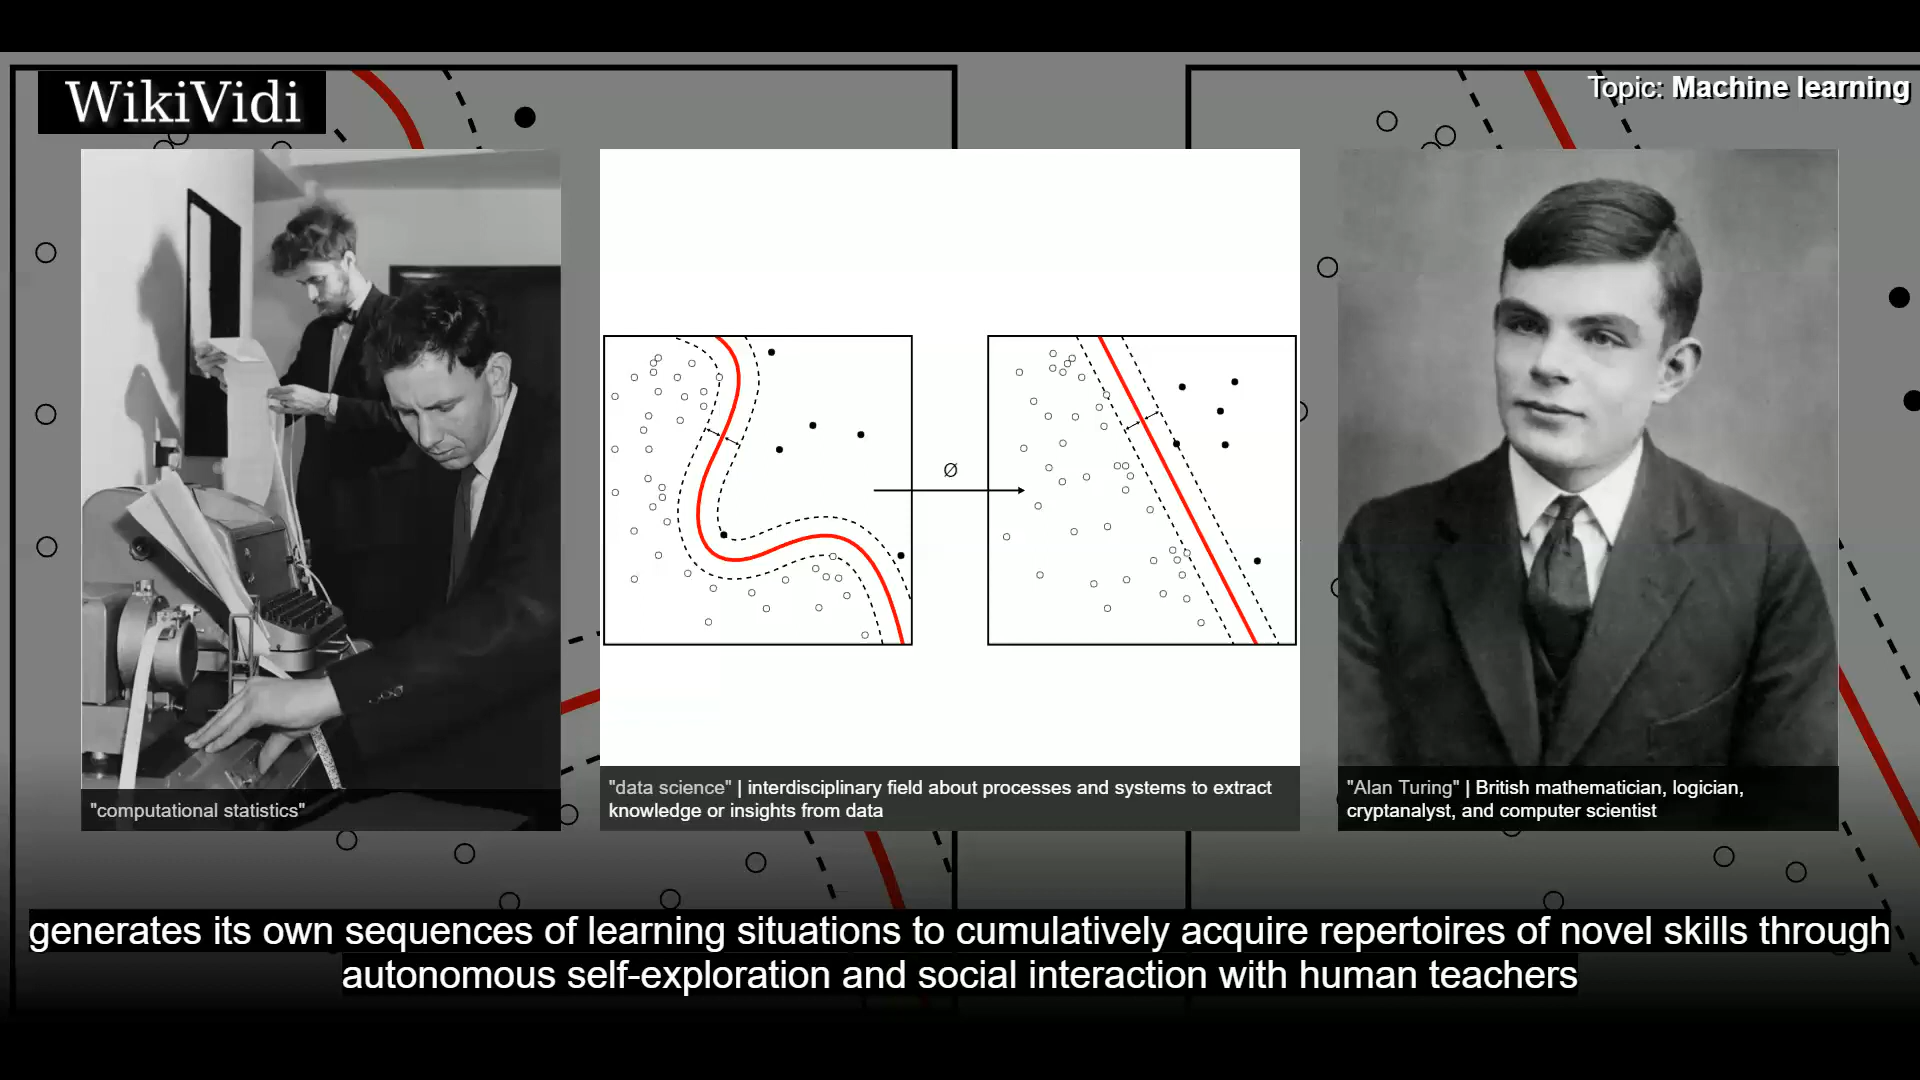 WikiVidi
Topic: Machine learning
Ø
"computational statistics"
"data science" | interdisciplinary field about processes and systems to extract
knowledge or insights from data
"Alan Turing" | British mathematician, logician,
cryptanalyst, and computer scientist
generates its own sequences of learning situations to cumulatively acquire repertoires of novel skills through
autonomous self-exploration and social interaction with human teachers